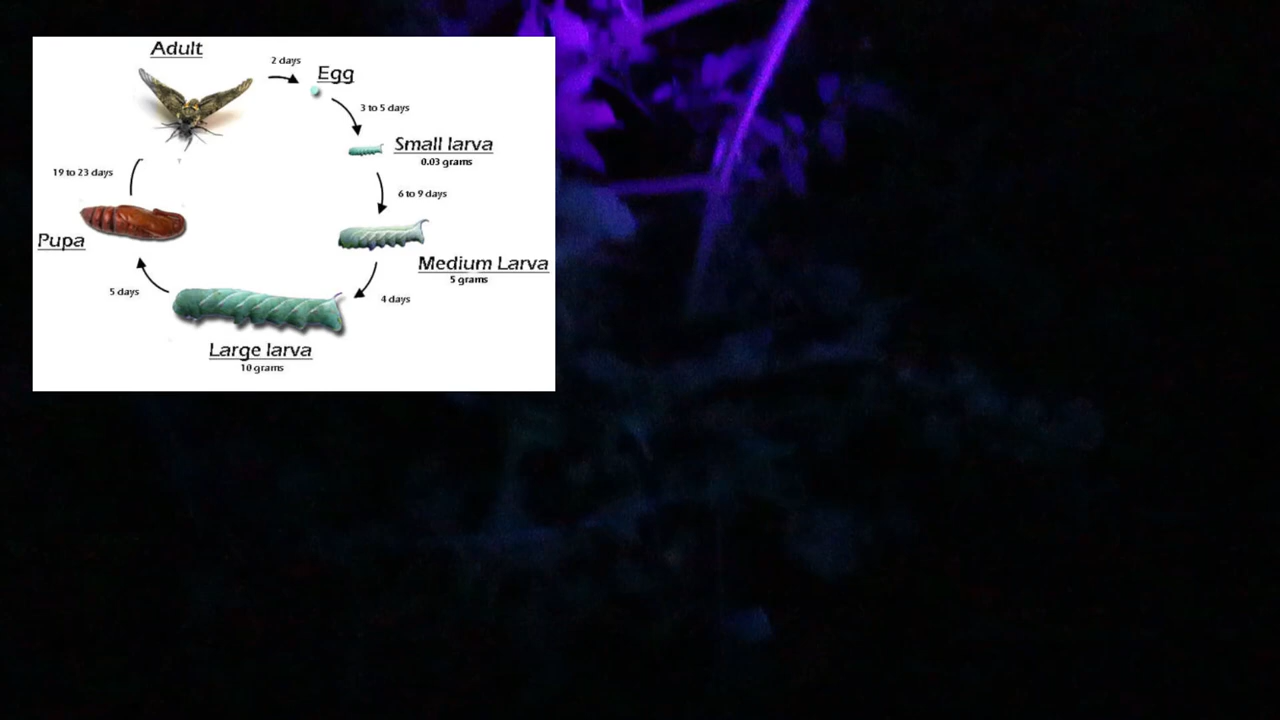 Adult
2 days
Egg
3 to 5 days
Small larva
0.03 grams
6 to 9 days
Medium Larva
5 grams
4 days
Large larva
10 grams
5 days
Pupa
19 to 23 days